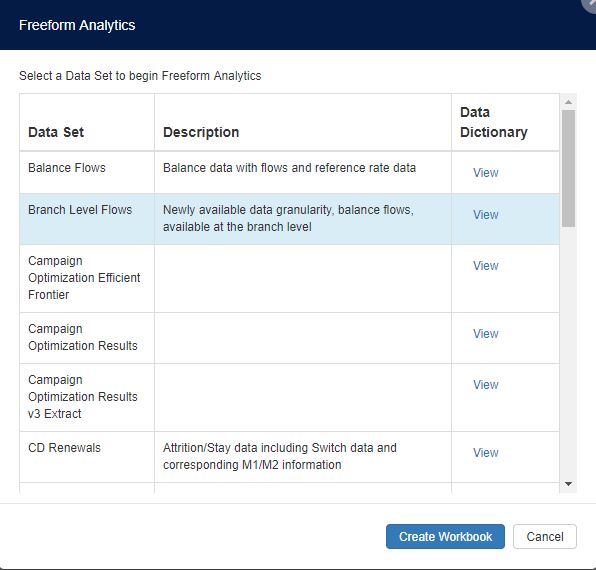 Freeform Analytics
Select a Data Set to begin Freeform Analytics
Data Set Description Data
Dictionary
Balance Flows Balance data with flows and reference rate data View
Branch Level Flows Newly available data granularity, balance flows, View
available at the branch level
Campaign View
Optimization Efficient
Frontier
Campaign View
Optimization Results
Campaign View
Optimization Results
v3 Extract
CD Renewals Attrition/Stay data including Switch data and View
corresponding M1/M2 information
Create Workbook Cancel